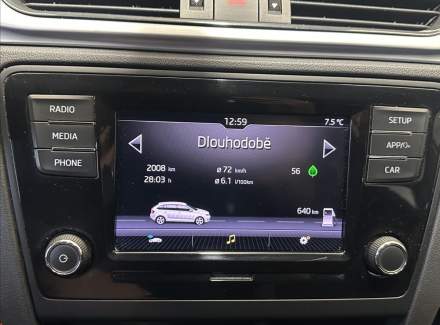 RADIO
MEDIA
PHONE
12:59
7.5 °C
Dlouhodobě
2008 km
ø 72 km/h
56
28:03 h
ø 6.1 l/100km
640 km
SETUP
APP/
CAR